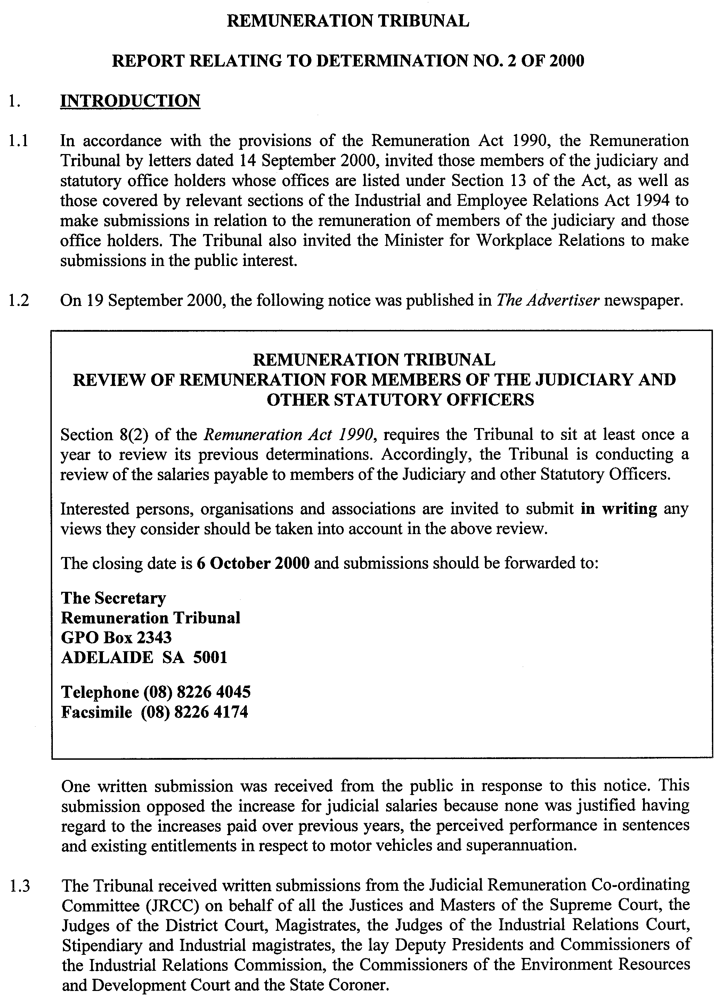 REMUNERATION TRIBUNAL
REPORT RELATING TO DETERMINATION NO. 2 OF 2000
1. INTRODUCTION
1.1 In accordance with the provisions of the Remuneration Act 1990, the Remuneration
Tribunal by letters dated 14 September 2000, invited those members of the judiciary and
statutory office holders whose offices are listed under Section 13 of the Act, as well as
those covered by relevant sections of the Industrial and Employee Relations Act 1994 to
make submissions in relation to the remuneration of members of the judiciary and those
office holders. The Tribunal also invited the Minister for Workplace Relations to make
submissions in the public interest.
1.2 On 19 September 2000, the following notice was published in The Advertiser newspaper.
REMUNERATION TRIBUNAL
REVIEW OF REMUNERATION FOR MEMBERS OF THE JUDICIARY AND
OTHER STATUTORY OFFICERS
Section 8(2) of the Remuneration Act 1990, requires the Tribunal to sit at least once a
year to review its previous determinations. Accordingly, the Tribunal is conducting a
review of the salaries payable to members of the Judiciary and other Statutory Officers.
Interested persons, organisations and associations are invited to submit in writing any
views they consider should be taken into account in the above review.
The closing date is 6 October 2000 and submissions should be forwarded to:
The Secretary
Remuneration Tribunal
GPO Box 2343
ADELAIDE SA 5001
Telephone (08) 8226 4045
Facsimile (08) 8226 4174
One written submission was received from the public in response to this notice. This
submission opposed the increase for judicial salaries because none was justified having
regard to the increases paid over previous years, the perceived performance in sentences
and existing entitlements in respect to motor vehicles and superannuation.
1.3 The Tribunal received written submissions from the Judicial Remuneration Co-ordinating
Committee (JRCC) on behalf of all the Justices and Masters of the Supreme Court, the
Judges of the District Court, Magistrates, the Judges of the Industrial Relations Court,
Stipendiary and Industrial magistrates, the lay Deputy Presidents and Commissioners of
the Industrial Relations Commission, the Commissioners of the Environment Resources
and Development Court and the State Coroner.